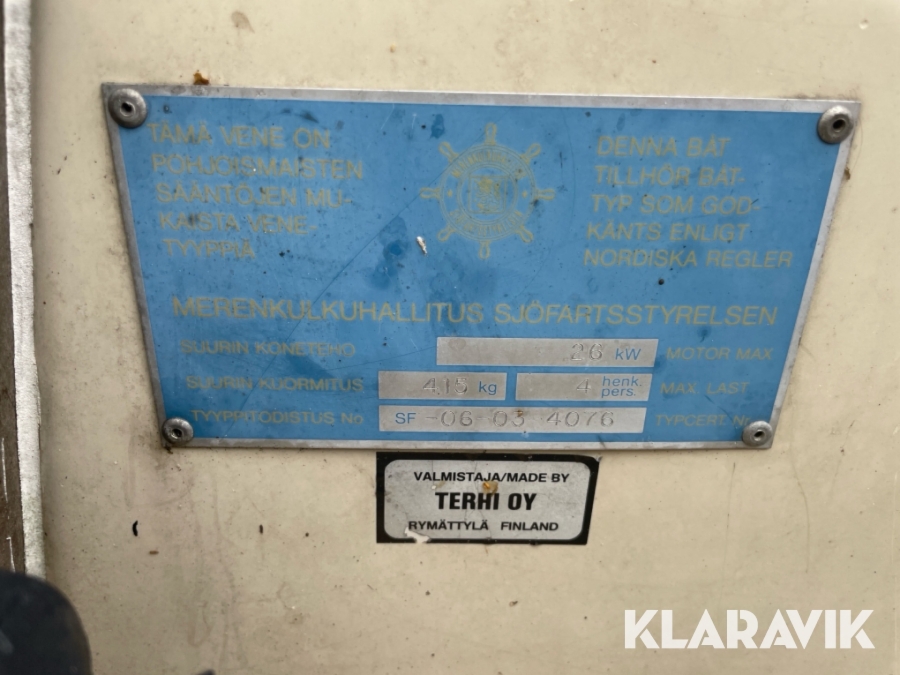 TÄMÄ VENE ON
POHJOISMAISTEN
SÄÄNTÖJEN MU-
KAISTA VENE-
TYYPPIÄ
DENNA BÅT
TILLHÖR BÅT-
TYP SOM GOD-
KÄNTS ENLIGT
NORDISKA REGLER
MERENKULKUHALLITUS SJÖFARTSSTYRELSEN
SUURIN KONETEHO 26 kW MOTOR MAX
SUURIN KUORMITUS 415 kg 4 henk. pers. MAX. LAST
TYYPPITODISTUS No SF -06-03-4076 TYPCERT. Nr
VALMISTAJA/MADE BY
TERHI OY
RYMÄTTYLÄ FINLAND
KLARAVIK